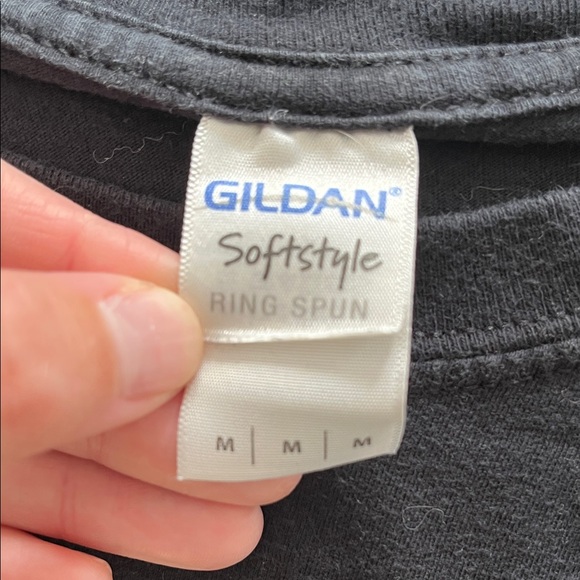 GILDAN®
Softstyle
RING SPUN
M | M | M